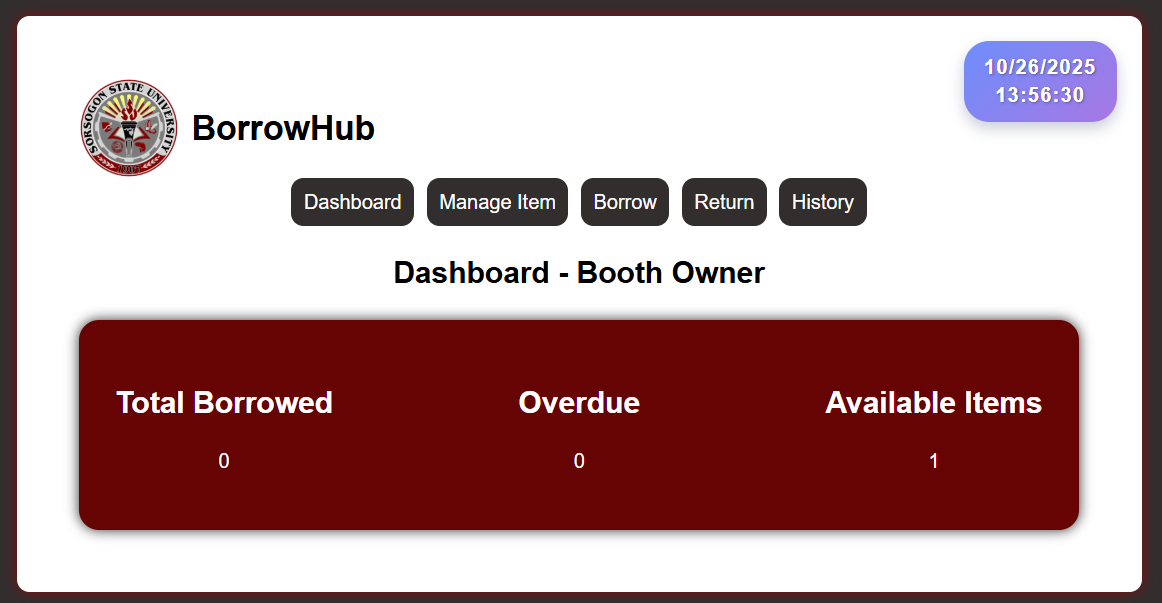 10/26/2025
13:56:30
SORSOGON STATE UNIVERSITY
BorrowHub
Dashboard Manage Item Borrow Return History
Dashboard - Booth Owner
Total Borrowed Overdue Available Items
0 0 1